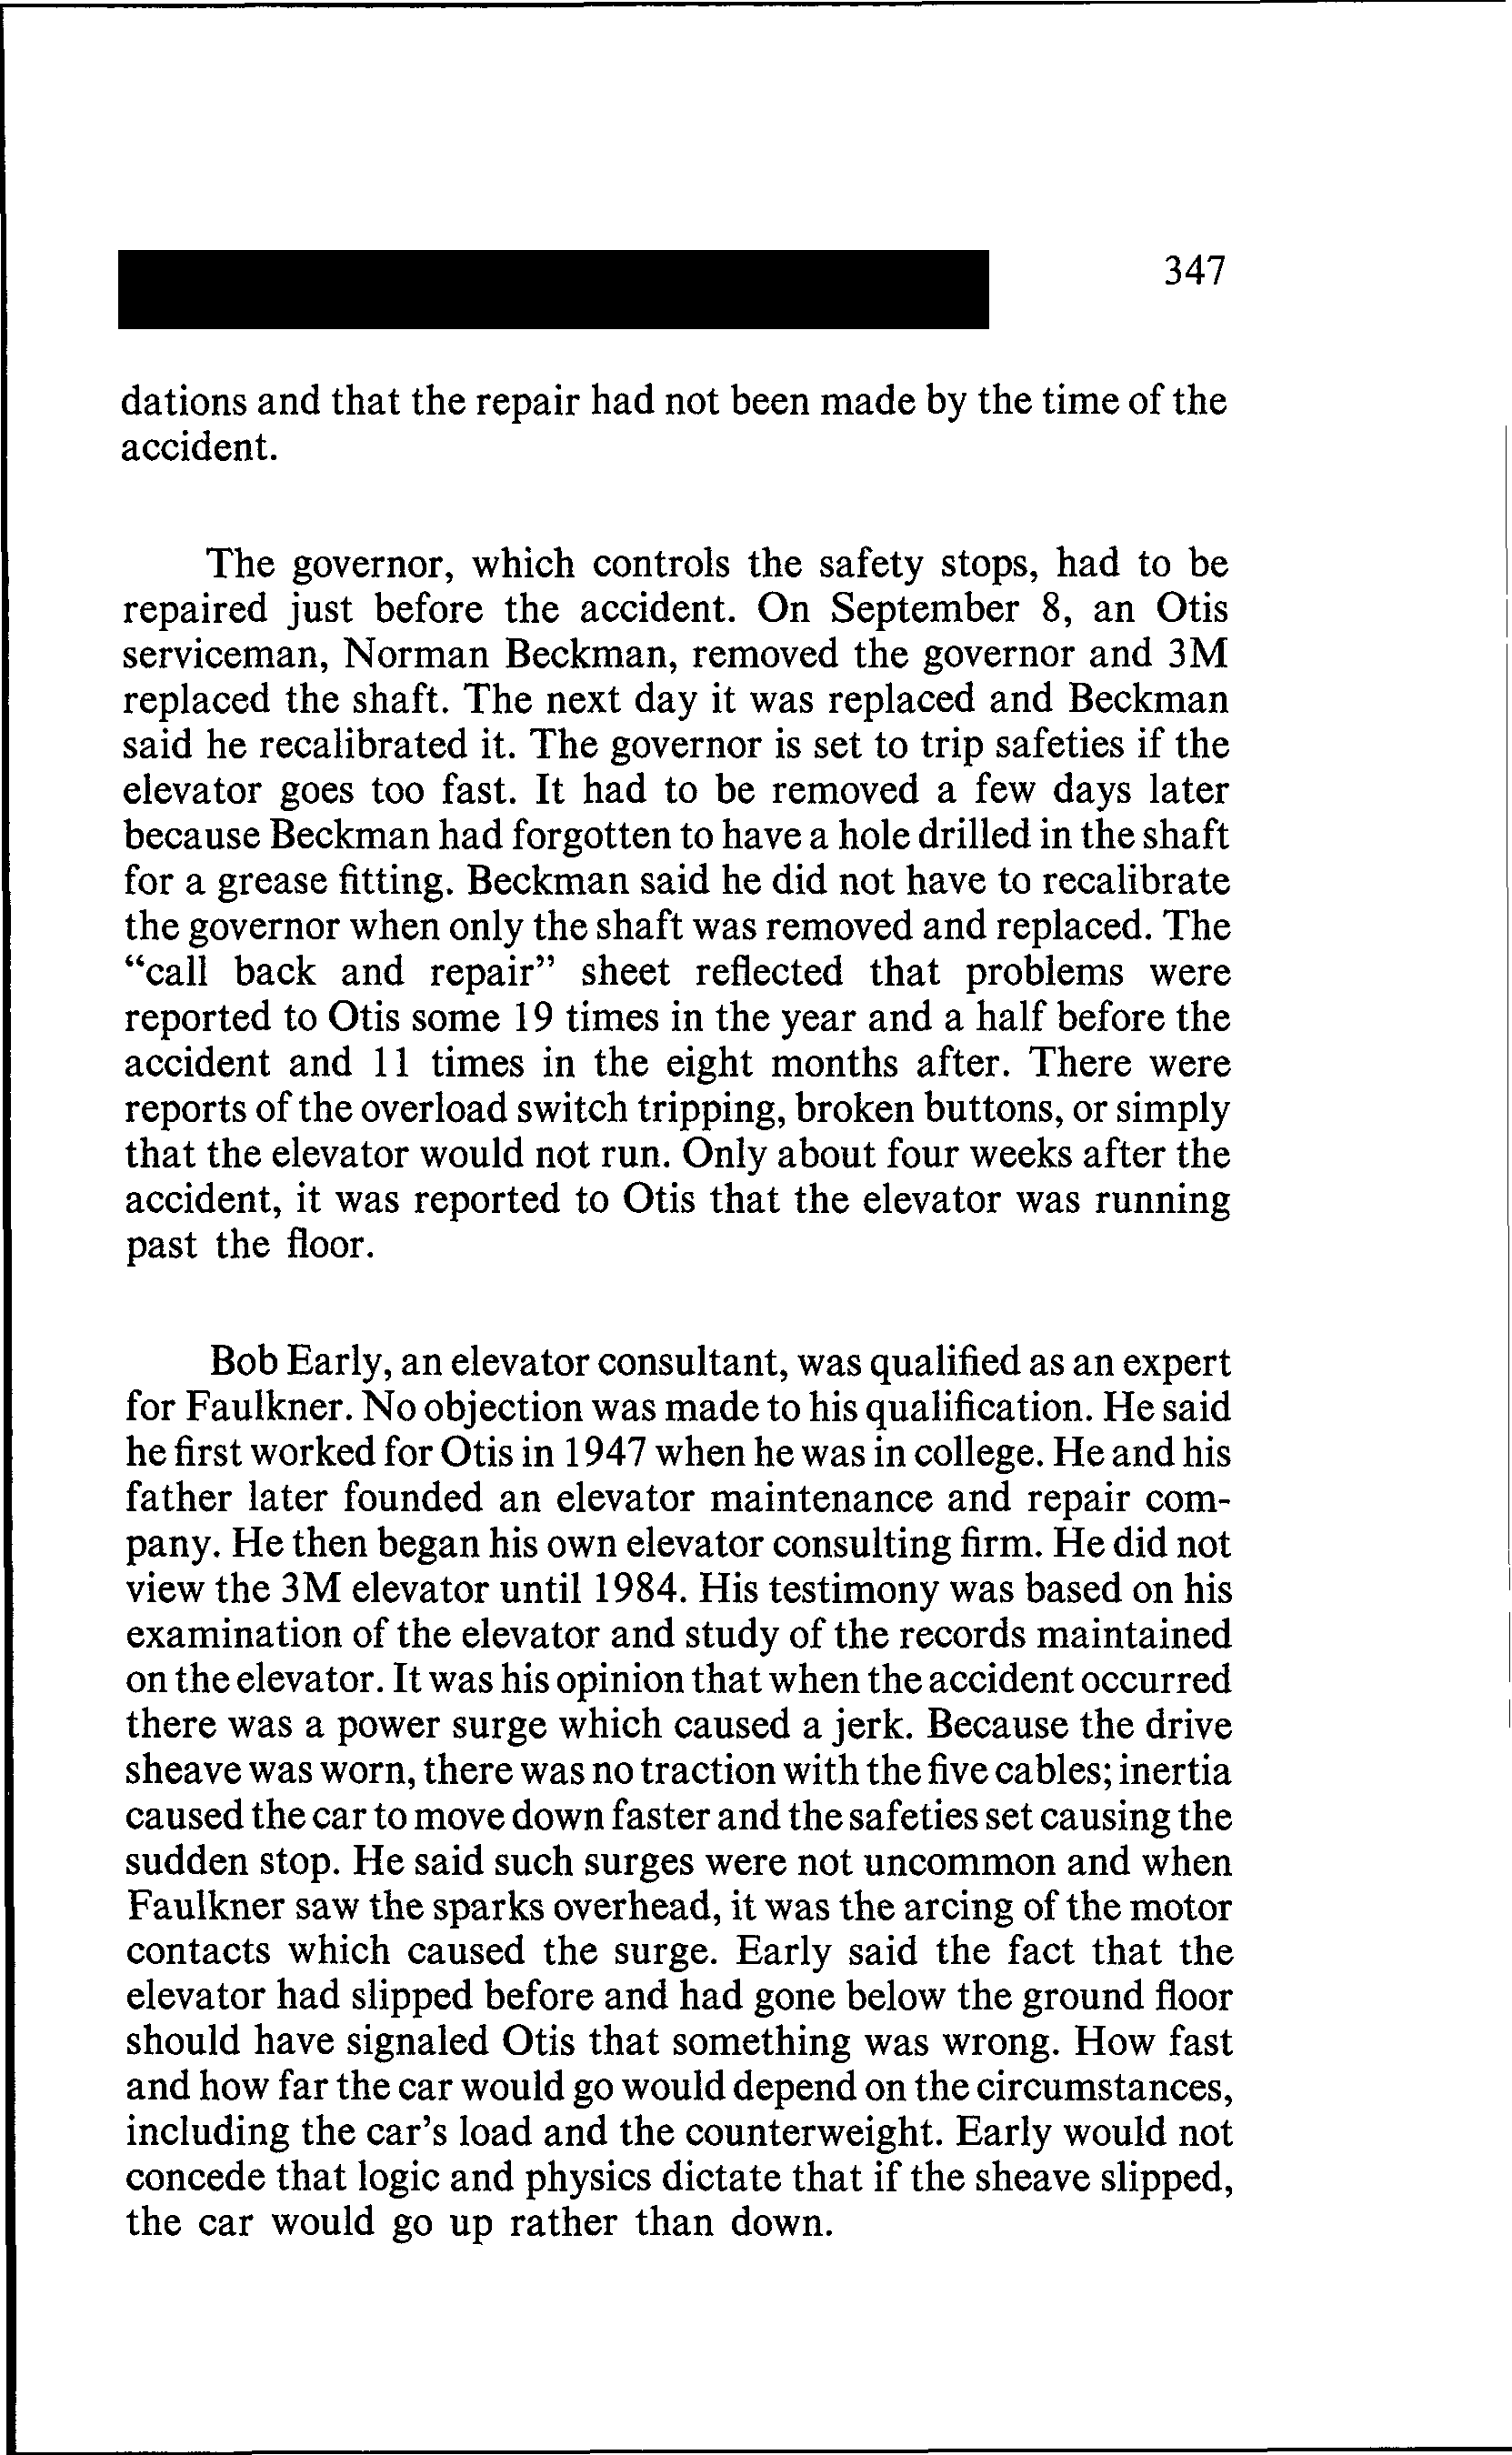 347
dations and that the repair had not been made by the time of the
accident.
The governor, which controls the safety stops, had to be
repaired just before the accident. On September 8, an Otis
serviceman, Norman Beckman, removed the governor and 3M
replaced the shaft. The next day it was replaced and Beckman
said he recalibrated it. The governor is set to trip safeties if the
elevator goes too fast. It had to be removed a few days later
because Beckman had forgotten to have a hole drilled in the shaft
for a grease fitting. Beckman said he did not have to recalibrate
the governor when only the shaft was removed and replaced. The
“call back and repair” sheet reflected that problems were
reported to Otis some 19 times in the year and a half before the
accident and 11 times in the eight months after. There were
reports of the overload switch tripping, broken buttons, or simply
that the elevator would not run. Only about four weeks after the
accident, it was reported to Otis that the elevator was running
past the floor.
Bob Early, an elevator consultant, was qualified as an expert
for Faulkner. No objection was made to his qualification. He said
he first worked for Otis in 1947 when he was in college. He and his
father later founded an elevator maintenance and repair com-
pany. He then began his own elevator consulting firm. He did not
view the 3M elevator until 1984. His testimony was based on his
examination of the elevator and study of the records maintained
on the elevator. It was his opinion that when the accident occurred
there was a power surge which caused a jerk. Because the drive
sheave was worn, there was no traction with the five cables; inertia
caused the car to move down faster and the safeties set causing the
sudden stop. He said such surges were not uncommon and when
Faulkner saw the sparks overhead, it was the arcing of the motor
contacts which caused the surge. Early said the fact that the
elevator had slipped before and had gone below the ground floor
should have signaled Otis that something was wrong. How fast
and how far the car would go would depend on the circumstances,
including the car’s load and the counterweight. Early would not
concede that logic and physics dictate that if the sheave slipped,
the car would go up rather than down.